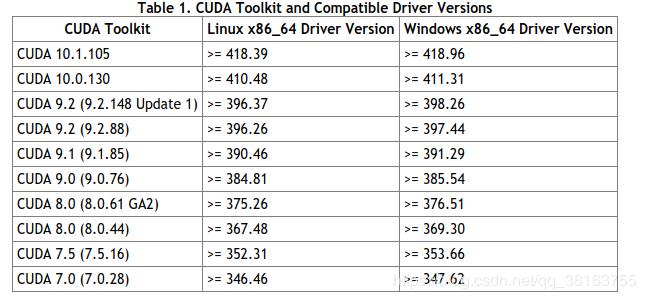 Table 1. CUDA Toolkit and Compatible Driver Versions
CUDA Toolkit Linux x86_64 Driver Version Windows x86_64 Driver Version
CUDA 10.1.105 >= 418.39 >= 418.96
CUDA 10.0.130 >= 410.48 >= 411.31
CUDA 9.2 (9.2.148 Update 1) >= 396.37 >= 398.26
CUDA 9.2 (9.2.88) >= 396.26 >= 397.44
CUDA 9.1 (9.1.85) >= 390.46 >= 391.29
CUDA 9.0 (9.0.76) >= 384.81 >= 385.54
CUDA 8.0 (8.0.61 GA2) >= 375.26 >= 376.51
CUDA 8.0 (8.0.44) >= 367.48 >= 369.30
CUDA 7.5 (7.5.16) >= 352.31 >= 353.66
CUDA 7.0 (7.0.28) >= 346.46 >= 347.62
csdn.net/qq_38163755